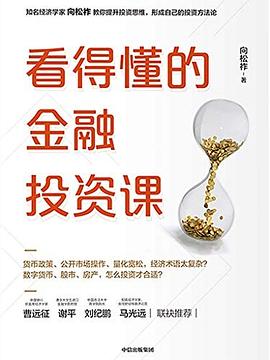 知名经济学家 向松祚 教你提升投资思维，形成自己的投资方法论
看得懂的
金融
投资课
向松祚
著
货币政策、公开市场操作、量化宽松，经济术语太复杂？
数字货币、股市、房产，怎么投资才合适？
曹远征 谢平 刘纪鹏 马光远 联袂推荐
中信出版集团